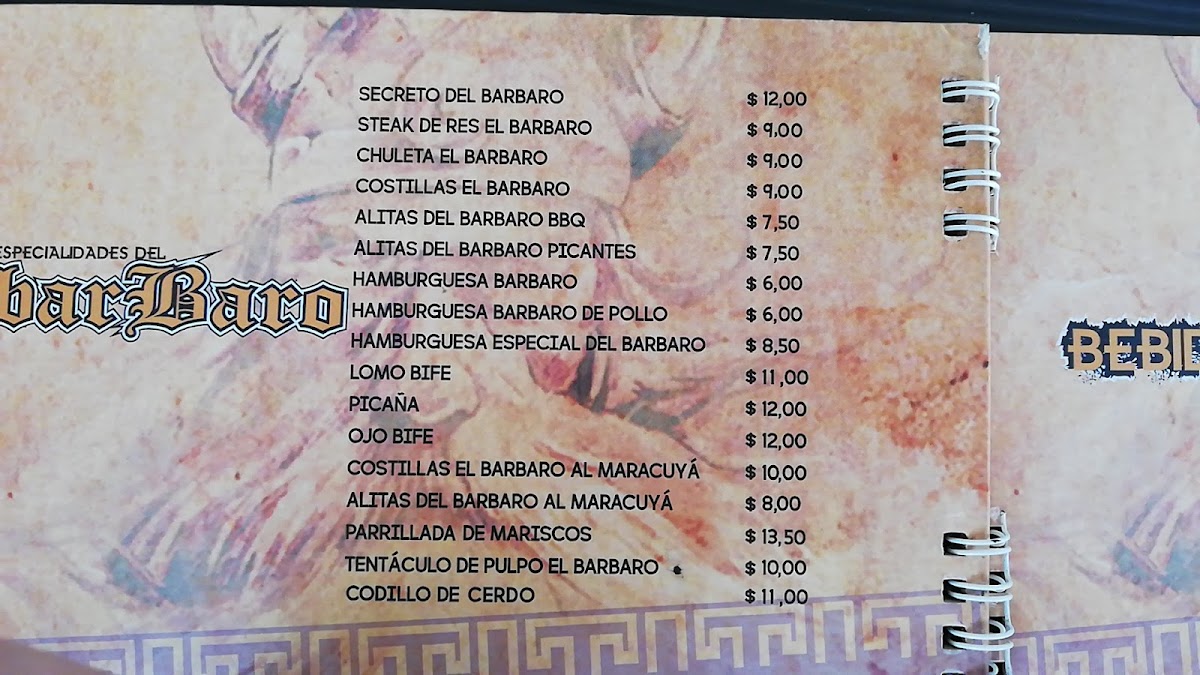 ESPECIALIDADES DEL
barBaro
SECRETO DEL BARBARO $ 12,00
STEAK DE RES EL BARBARO $ 9,00
CHULETA EL BARBARO $ 9,00
COSTILLAS EL BARBARO $ 9,00
ALITAS DEL BARBARO BBQ $ 7,50
ALITAS DEL BARBARO PICANTES $ 7,50
HAMBURGUESA BARBARO $ 6,00
HAMBURGUESA BARBARO DE POLLO $ 6,00
HAMBURGUESA ESPECIAL DEL BARBARO $ 8,50
LOMO BIFE $ 11,00
PICAÑA $ 12,00
OJO BIFE $ 12,00
COSTILLAS EL BARBARO AL MARACUYÁ $ 10,00
ALITAS DEL BARBARO AL MARACUYÁ $ 8,00
PARRILLADA DE MARISCOS $ 13,50
TENTÁCULO DE PULPO EL BARBARO $ 10,00
CODILLO DE CERDO $ 11,00
BEBID